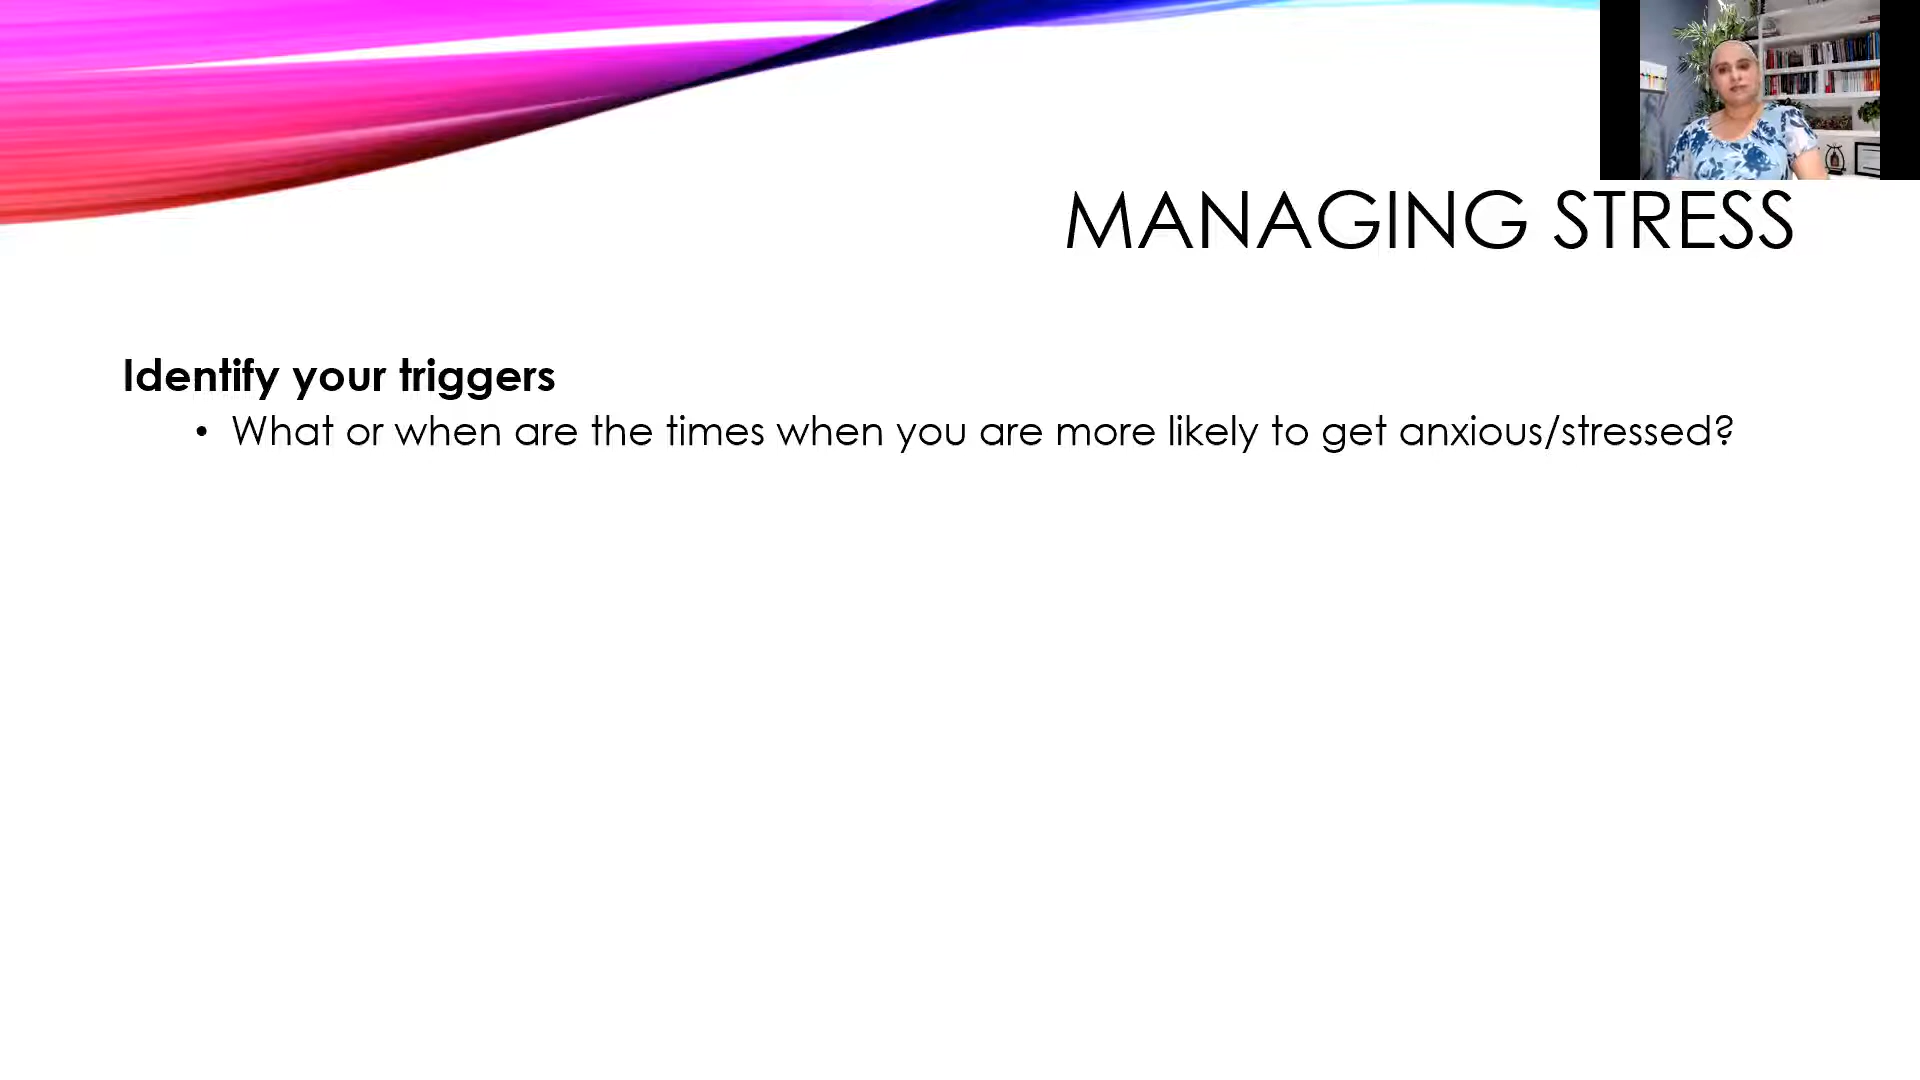 MANAGING STRESS
Identify your triggers
• What or when are the times when you are more likely to get anxious/stressed?